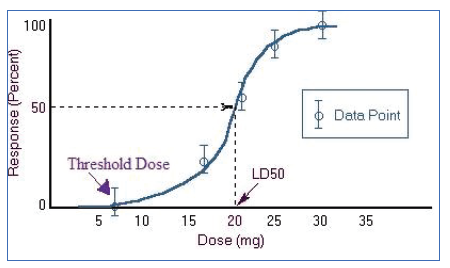 100
Response (Percent)
50
Data Point
Threshold Dose
LD50
0
5 10 15 20 25 30 35
Dose (mg)